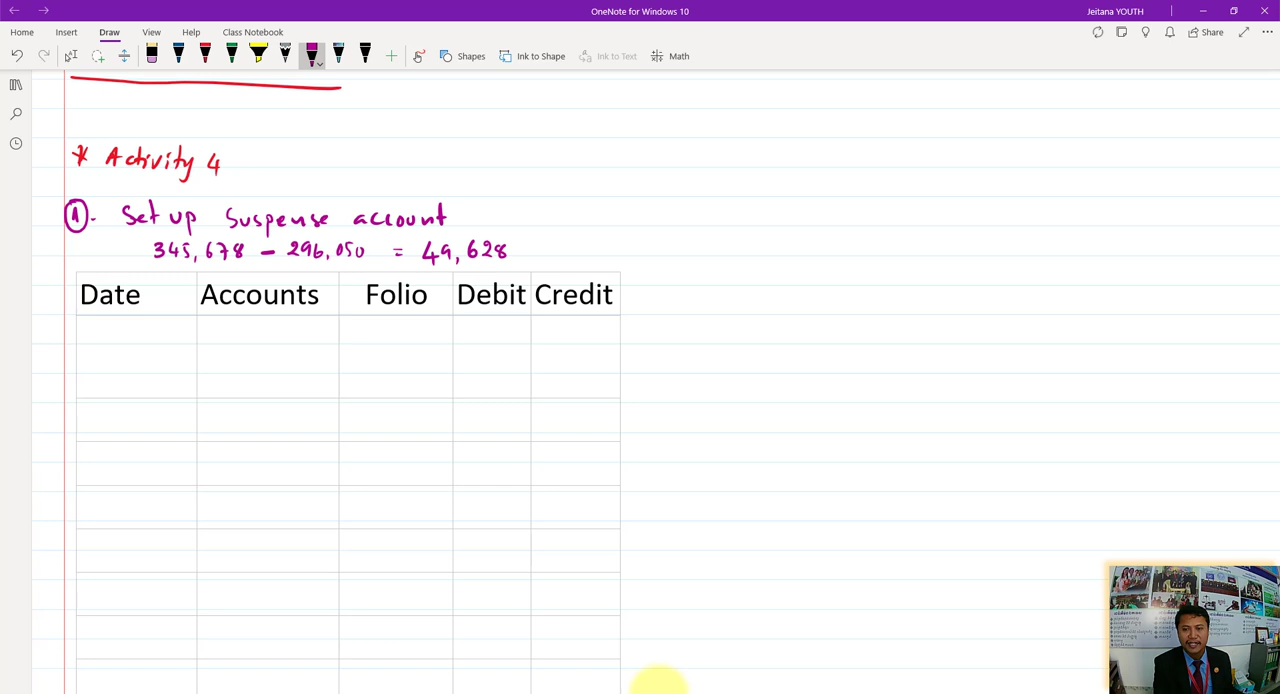 OneNote for Windows 10
Jeitana YOUTH
Home Insert Draw View Help Class Notebook
Share
Shapes Ink to Shape Ink to Text Math
* Activity 4
①. Set up Suspense account
345,678 - 296,050 = 49,628
Date Accounts Folio Debit Credit